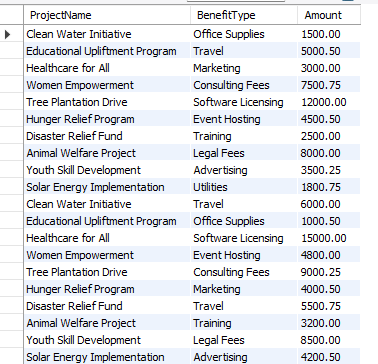 ProjectName BenefitType Amount
Clean Water Initiative Office Supplies 1500.00
Educational Upliftment Program Travel 5000.50
Healthcare for All Marketing 3000.00
Women Empowerment Consulting Fees 7500.75
Tree Plantation Drive Software Licensing 12000.00
Hunger Relief Program Event Hosting 4500.50
Disaster Relief Fund Training 2500.00
Animal Welfare Project Legal Fees 8000.00
Youth Skill Development Advertising 3500.25
Solar Energy Implementation Utilities 1800.75
Clean Water Initiative Travel 6000.00
Educational Upliftment Program Office Supplies 1000.50
Healthcare for All Software Licensing 15000.00
Women Empowerment Event Hosting 4800.00
Tree Plantation Drive Consulting Fees 9000.25
Hunger Relief Program Marketing 4000.50
Disaster Relief Fund Travel 5500.75
Animal Welfare Project Training 3200.00
Youth Skill Development Legal Fees 8500.00
Solar Energy Implementation Advertising 4200.50